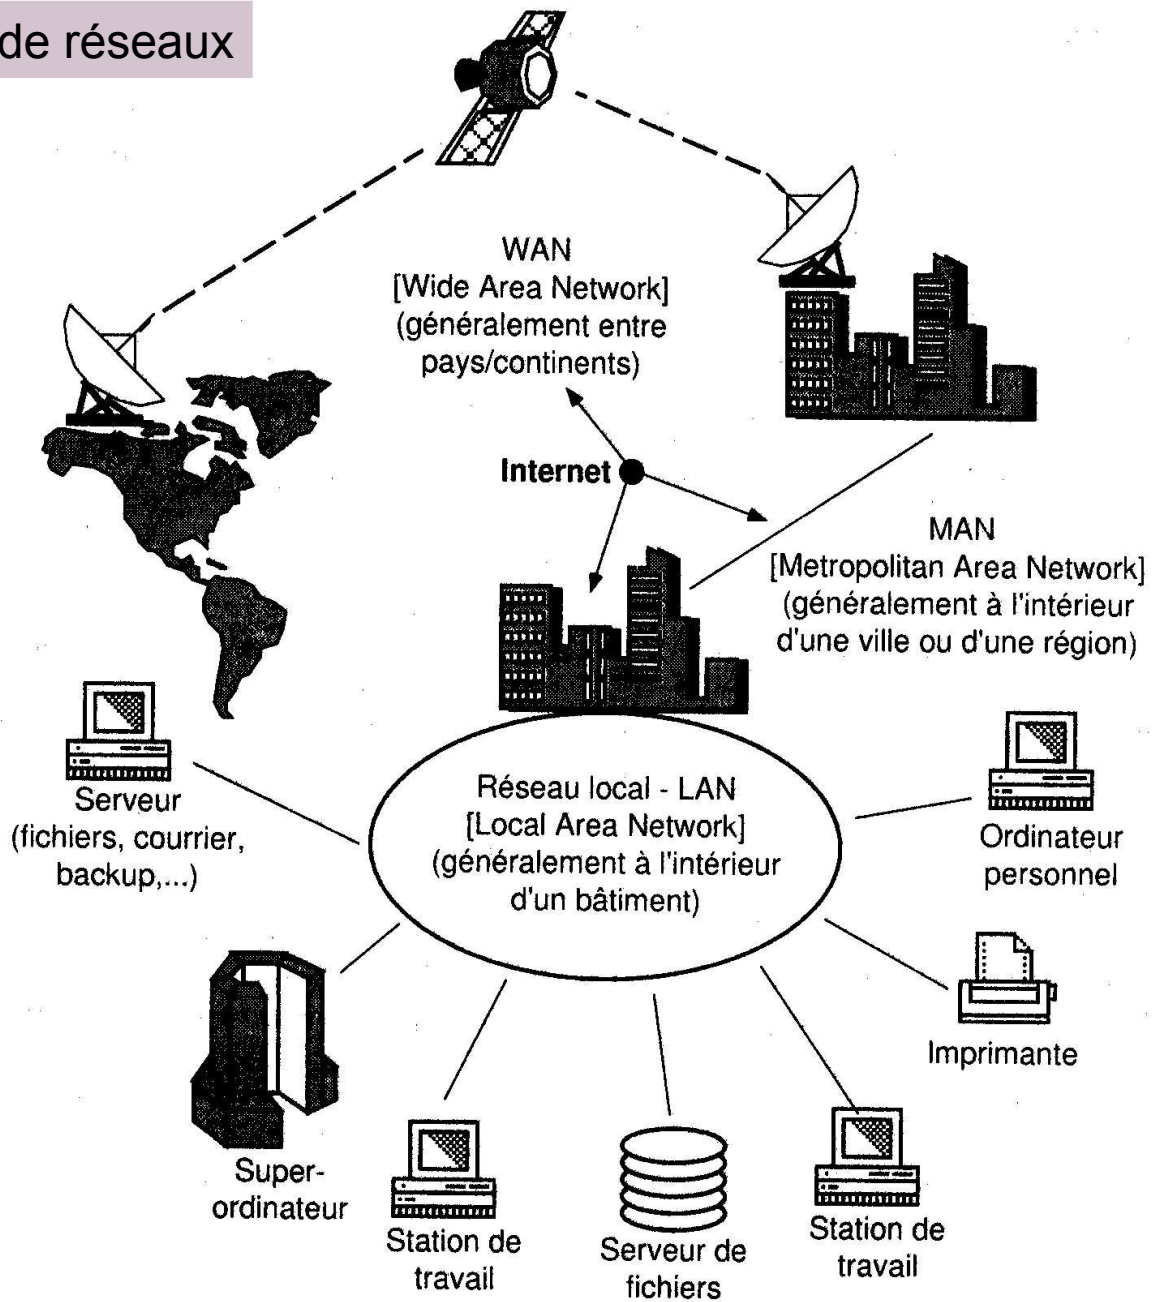 de réseaux
WAN
[Wide Area Network]
(généralement entre
pays/continents)
Internet
MAN
[Metropolitan Area Network]
(généralement à l'intérieur
d'une ville ou d'une région)
Réseau local - LAN
[Local Area Network]
(généralement à l'intérieur
d'un bâtiment)
Serveur
(fichiers, courrier,
backup,...)
Ordinateur
personnel
Imprimante
Super-
ordinateur
Station de
travail
Serveur de
fichiers
Station de
travail